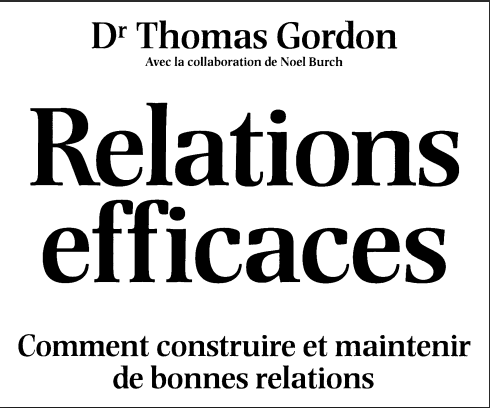 Dr Thomas Gordon
Avec la collaboration de Noel Burch
Relations
efficaces
Comment construire et maintenir
de bonnes relations